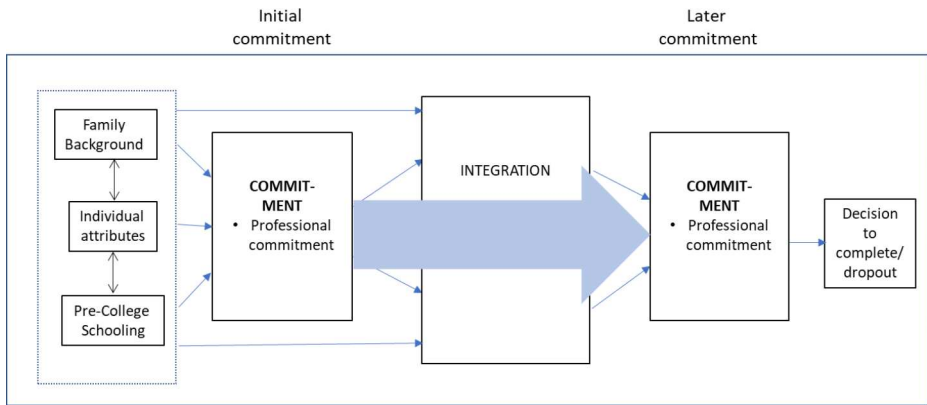 Initial
commitment
Later
commitment
Family
Background
Individual
attributes
Pre-College
Schooling
COMMIT-
MENT
• Professional
commitment
INTEGRATION
COMMIT-
MENT
• Professional
commitment
Decision
to
complete/
dropout